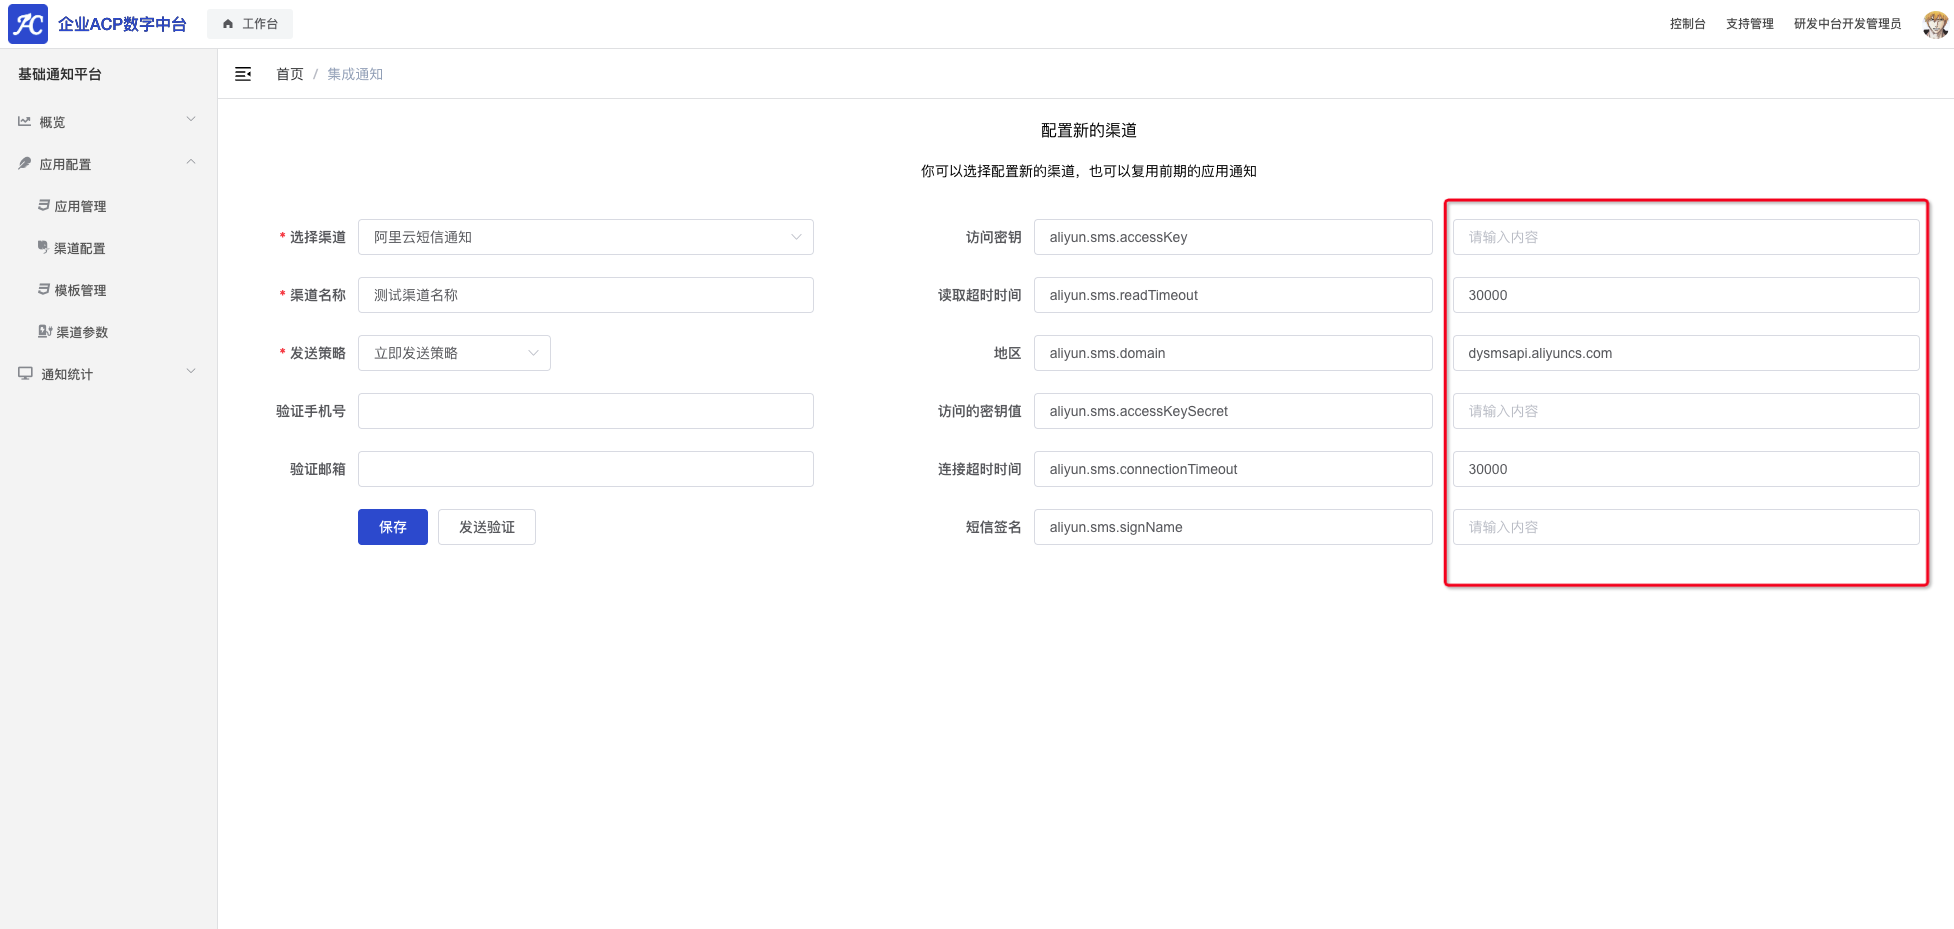 企业ACP数字中台
工作台
控制台
支持管理
研发中台开发管理员
基础通知平台
首页 / 集成通知
概览
应用配置
应用管理
渠道配置
模板管理
渠道参数
通知统计
配置新的渠道
你可以选择配置新的渠道，也可以复用前期的应用通知
* 选择渠道 阿里云短信通知
* 渠道名称 测试渠道名称
* 发送策略 立即发送策略
验证手机号
验证邮箱
保存
发送验证
访问密钥 aliyun.sms.accessKey 请输入内容
读取超时时间 aliyun.sms.readTimeout 30000
地区 aliyun.sms.domain dysmsapi.aliyuncs.com
访问的密钥值 aliyun.sms.accessKeySecret 请输入内容
连接超时时间 aliyun.sms.connectionTimeout 30000
短信签名 aliyun.sms.signName 请输入内容